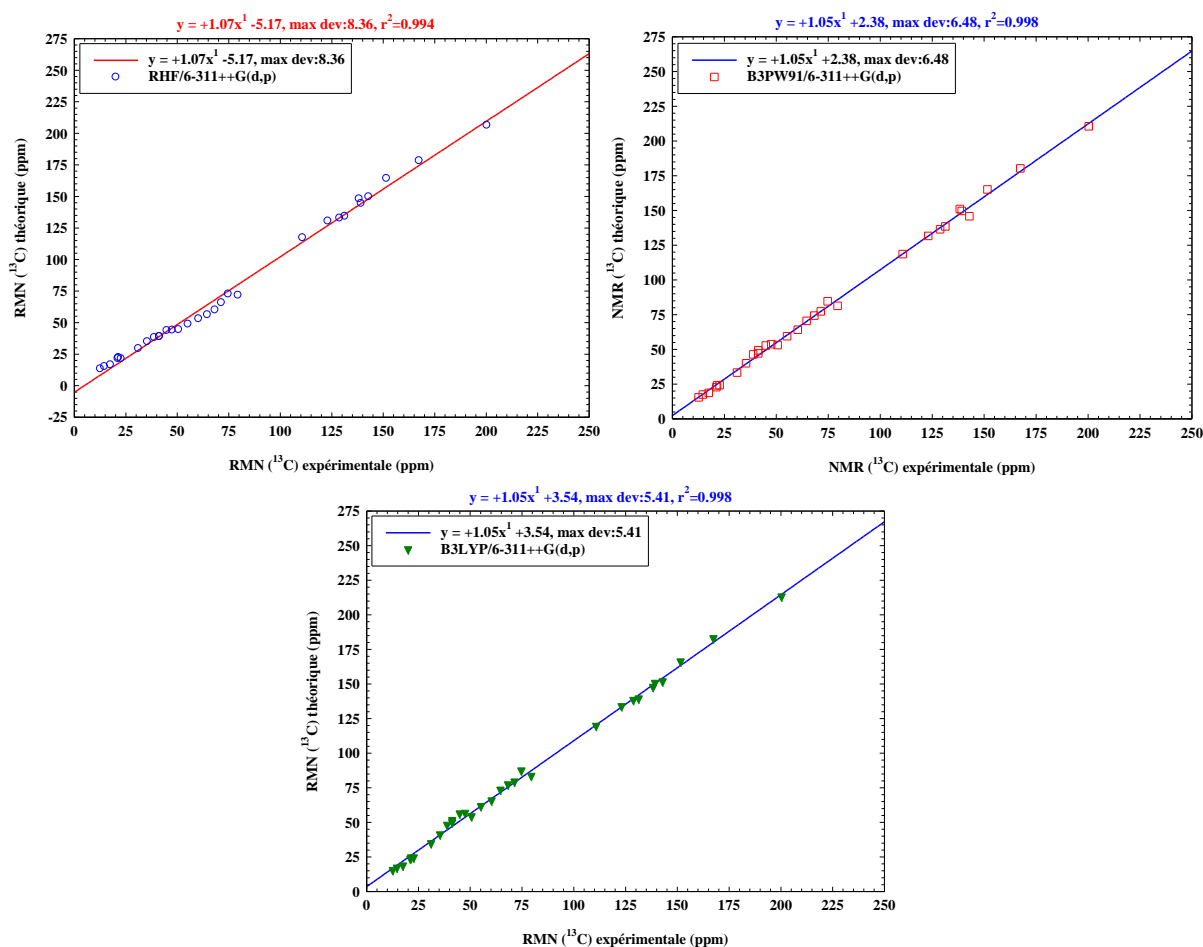 y = +1.07x¹ -5.17, max dev:8.36, r²=0.994
275
250
225
200
175
150
125
100
75
50
25
0
-25
RMN (¹³C) théorique (ppm)
y = +1.07x¹ -5.17, max dev:8.36
RHF/6-311++G(d,p)
0 25 50 75 100 125 150 175 200 225 250
RMN (¹³C) expérimentale (ppm)
y = +1.05x¹ +2.38, max dev:6.48, r²=0.998
275
250
225
200
175
150
125
100
75
50
25
0
NMR (¹³C) théorique (ppm)
y = +1.05x¹ +2.38, max dev:6.48
B3PW91/6-311++G(d,p)
0 25 50 75 100 125 150 175 200 225 250
NMR (¹³C) expérimentale (ppm)
y = +1.05x¹ +3.54, max dev:5.41, r²=0.998
275
250
225
200
175
150
125
100
75
50
25
0
RMN (¹³C) théorique (ppm)
y = +1.05x¹ +3.54, max dev:5.41
B3LYP/6-311++G(d,p)
0 25 50 75 100 125 150 175 200 225 250
RMN (¹³C) expérimentale (ppm)